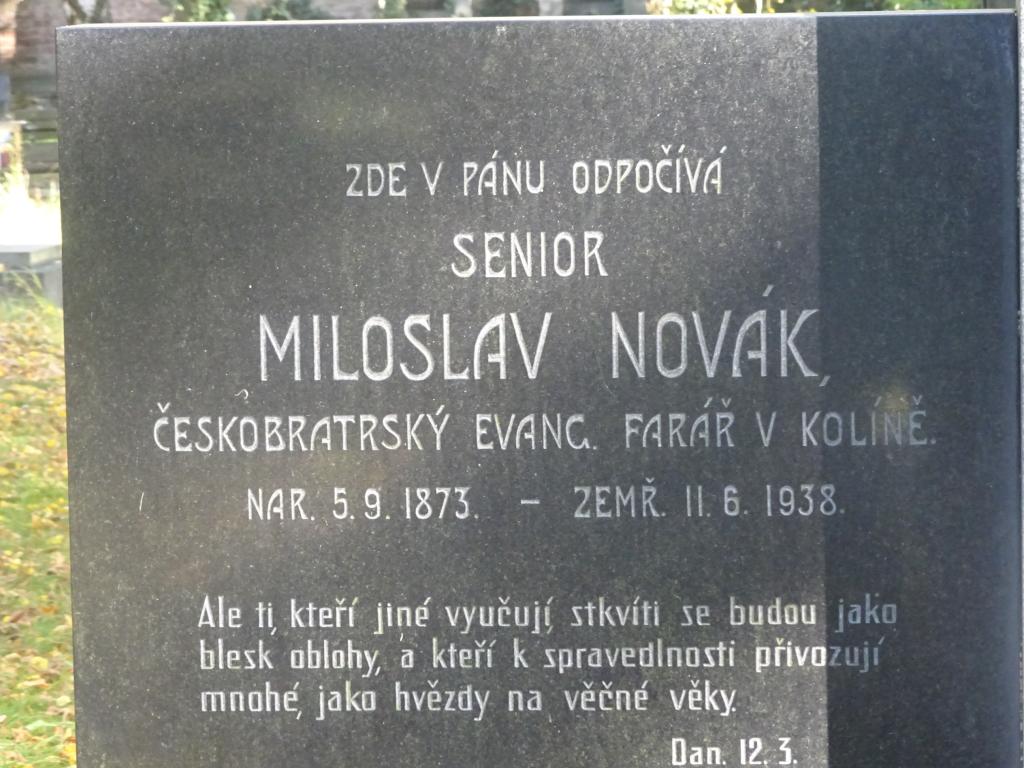 ZDE V PÁNU ODPOČÍVÁ
SENIOR
MILOSLAV NOVÁK,
ČESKOBRATRSKÝ EVANG. FARÁŘ V KOLÍNĚ.
NAR. 5. 9. 1873. – ZEMŘ. 11. 6. 1938.
Ale ti, kteří jiné vyučují, stkvíti se budou jako
blesk oblohy, a kteří k spravedlnosti přivozují
mnohé, jako hvězdy na věčné věky.
Dan. 12. 3.